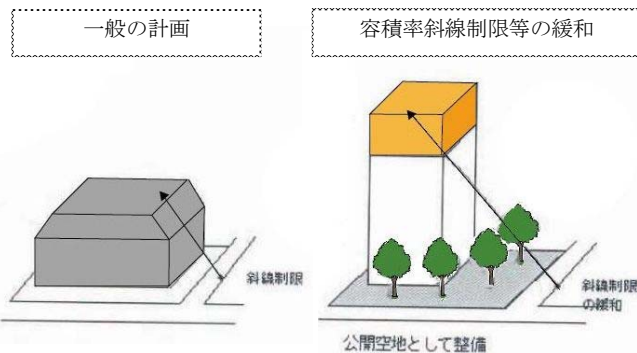 一般の計画
容積率斜線制限等の緩和
斜線制限
斜線制限
の緩和
公開空地として整備